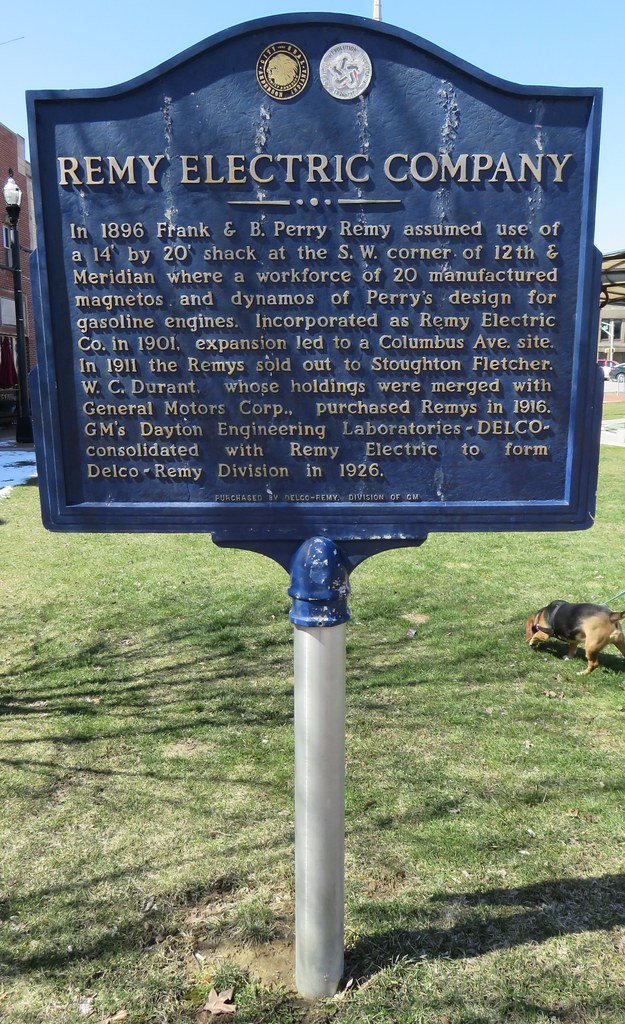 REMY ELECTRIC COMPANY
In 1896 Frank & B. Perry Remy assumed use of
a 14' by 20' shack at the S.W. corner of 12th &
Meridian where a workforce of 20 manufactured
magnetos and dynamos of Perry's design for
gasoline engines. Incorporated as Remy Electric
Co. in 1901, expansion led to a Columbus Ave. site.
In 1911 the Remys sold out to Stoughton Fletcher.
W. C. Durant, whose holdings were merged with
General Motors Corp., purchased Remys in 1916.
GM's Dayton Engineering Laboratories-DELCO-
consolidated with Remy Electric to form
Delco-Remy Division in 1926.
PURCHASED BY DELCO-REMY, DIVISION OF GM